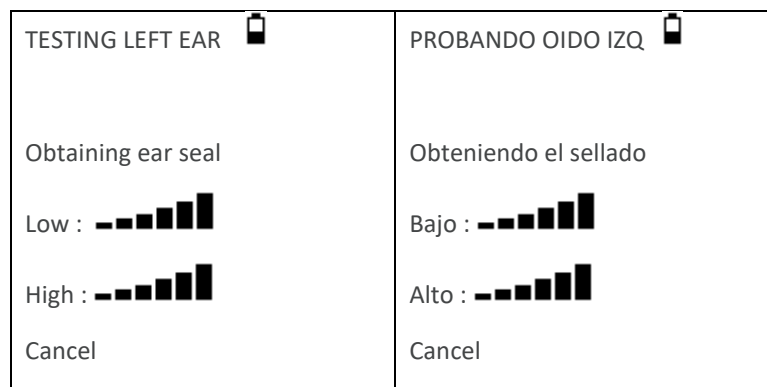 TESTING LEFT EAR
Obtaining ear seal
Low :
High :
Cancel
PROBANDO OIDO IZQ
Obteniendo el sellado
Bajo :
Alto :
Cancel